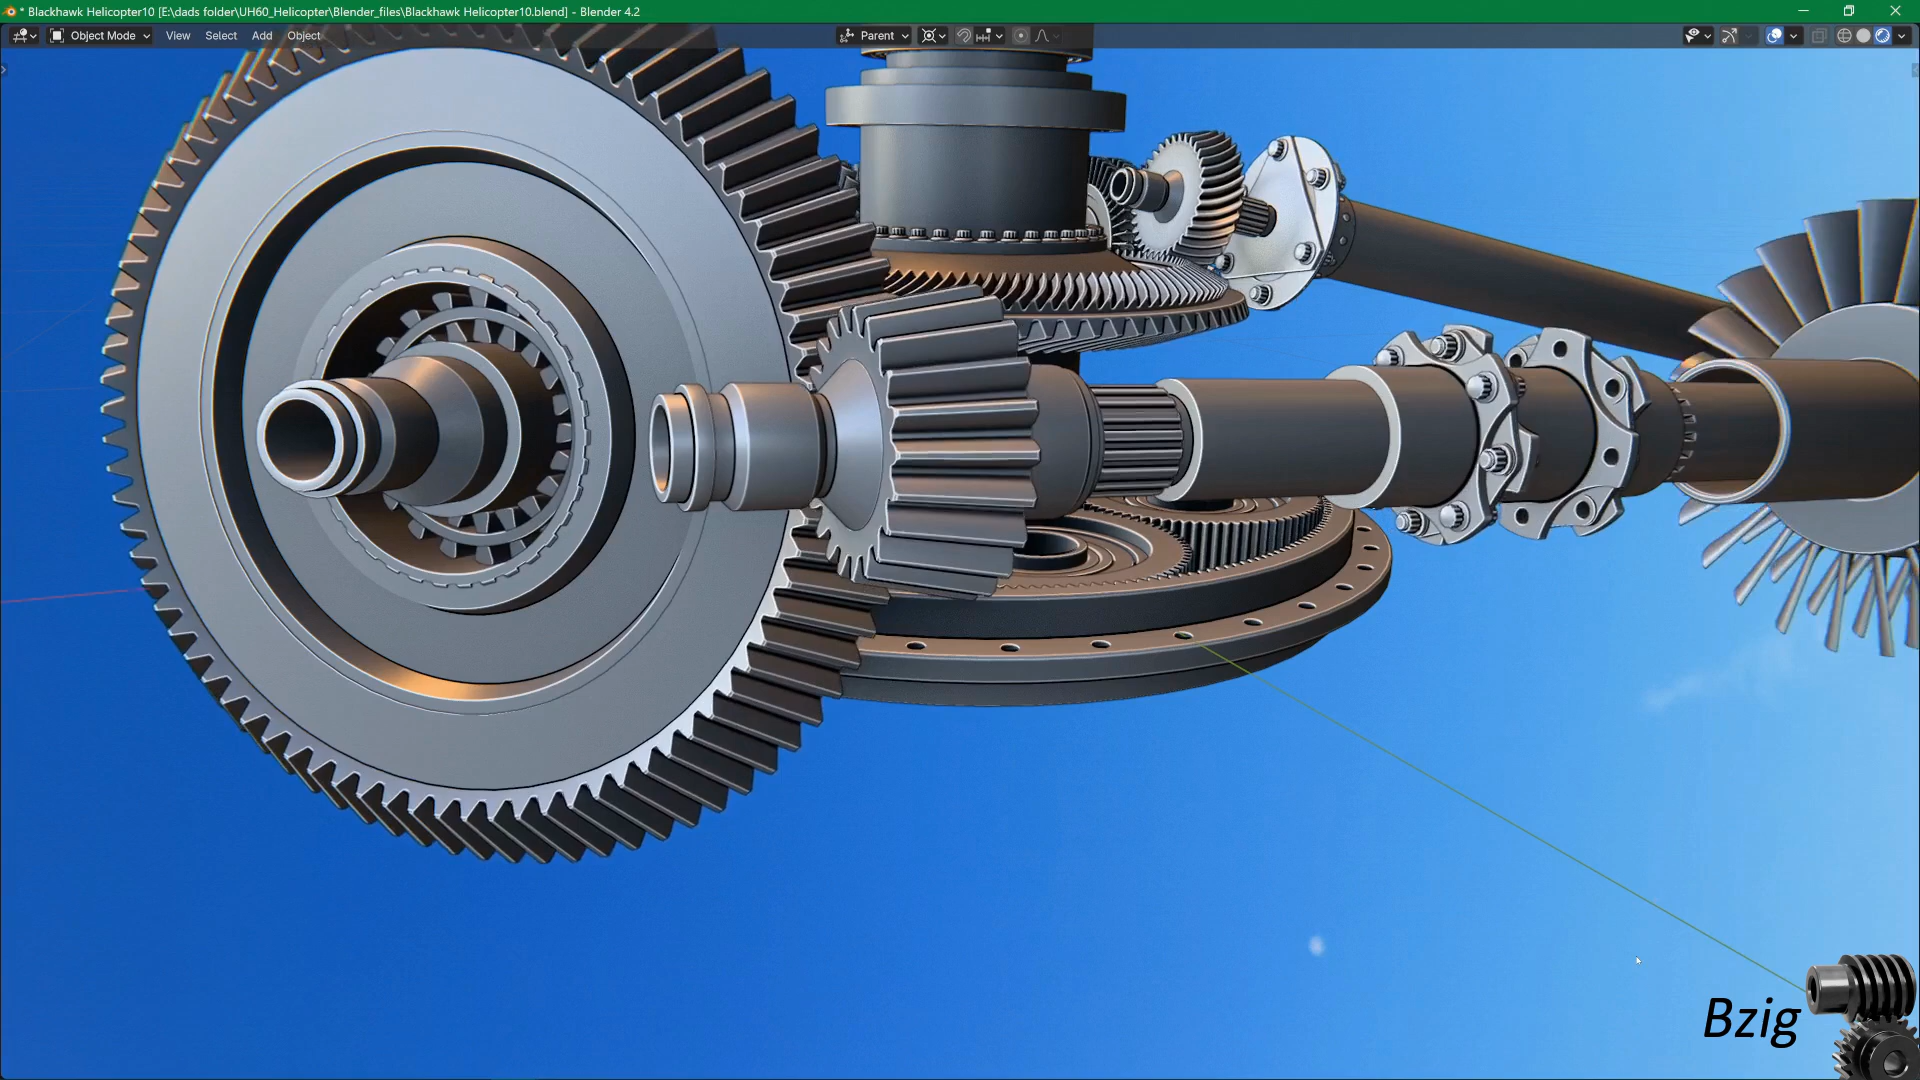 * Blackhawk Helicopter10 [E:\dads folder\UH60_Helicopter\Blender_files\Blackhawk Helicopter10.blend] - Blender 4.2
Object Mode View Select Add Object Parent
Bzig